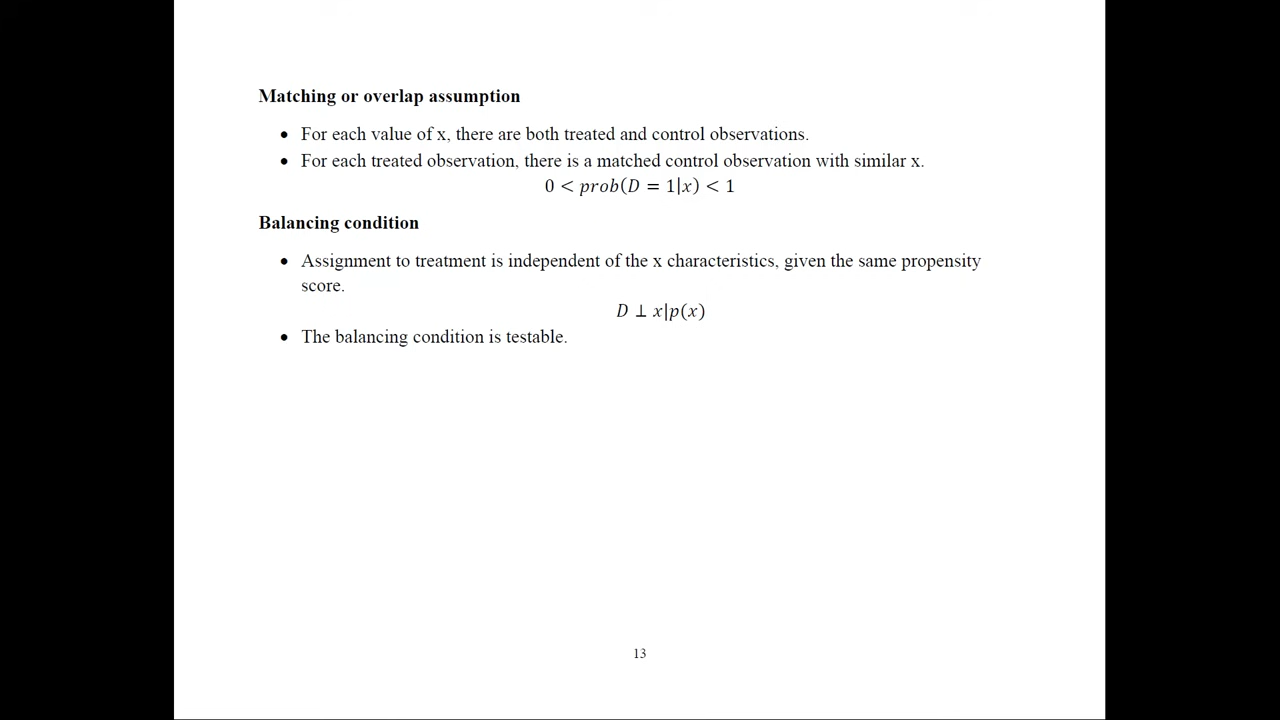 Matching or overlap assumption
• For each value of x, there are both treated and control observations.
• For each treated observation, there is a matched control observation with similar x.
0 < prob(D = 1|x) < 1
Balancing condition
• Assignment to treatment is independent of the x characteristics, given the same propensity
score.
D ⊥ x|p(x)
• The balancing condition is testable.
13